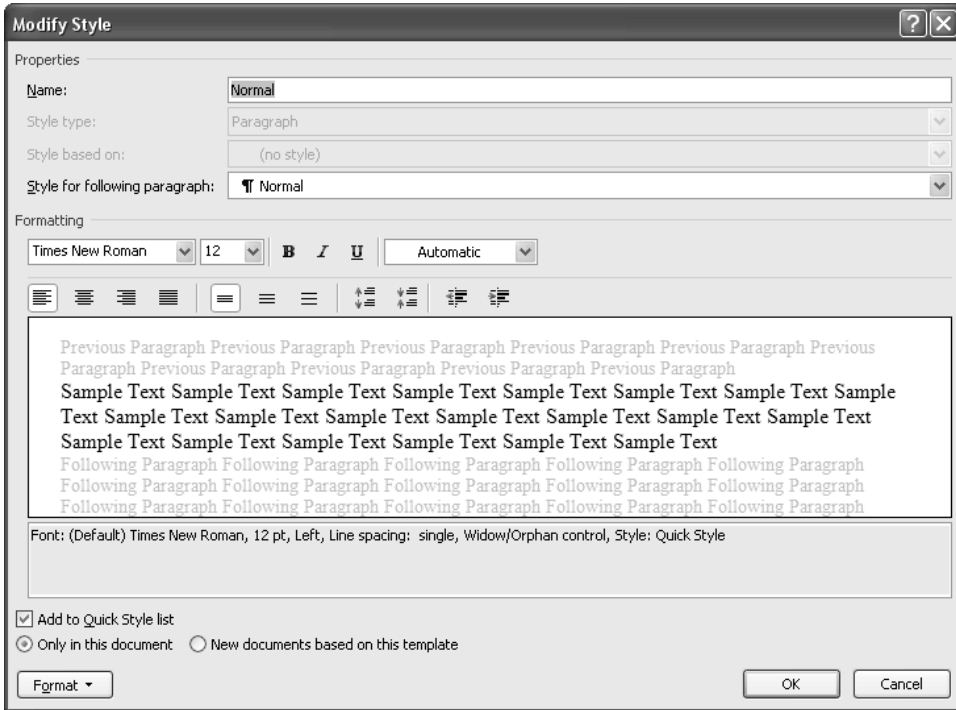 Modify Style
Properties
Name: Normal
Style type: Paragraph
Style based on: (no style)
Style for following paragraph: ¶ Normal
Formatting
Times New Roman 12 B I U Automatic
Previous Paragraph Previous Paragraph Previous Paragraph Previous Paragraph Previous Paragraph Previous
Paragraph Previous Paragraph Previous Paragraph Previous Paragraph Previous Paragraph
Sample Text Sample Text Sample Text Sample Text Sample Text Sample Text Sample Text Sample
Text Sample Text Sample Text Sample Text Sample Text Sample Text Sample Text Sample Text
Sample Text Sample Text Sample Text Sample Text Sample Text Sample Text
Following Paragraph Following Paragraph Following Paragraph Following Paragraph Following Paragraph
Following Paragraph Following Paragraph Following Paragraph Following Paragraph Following Paragraph
Following Paragraph Following Paragraph Following Paragraph Following Paragraph Following Paragraph
Font: (Default) Times New Roman, 12 pt, Left, Line spacing: single, Widow/Orphan control, Style: Quick Style
Add to Quick Style list
Only in this document New documents based on this template
Format OK Cancel